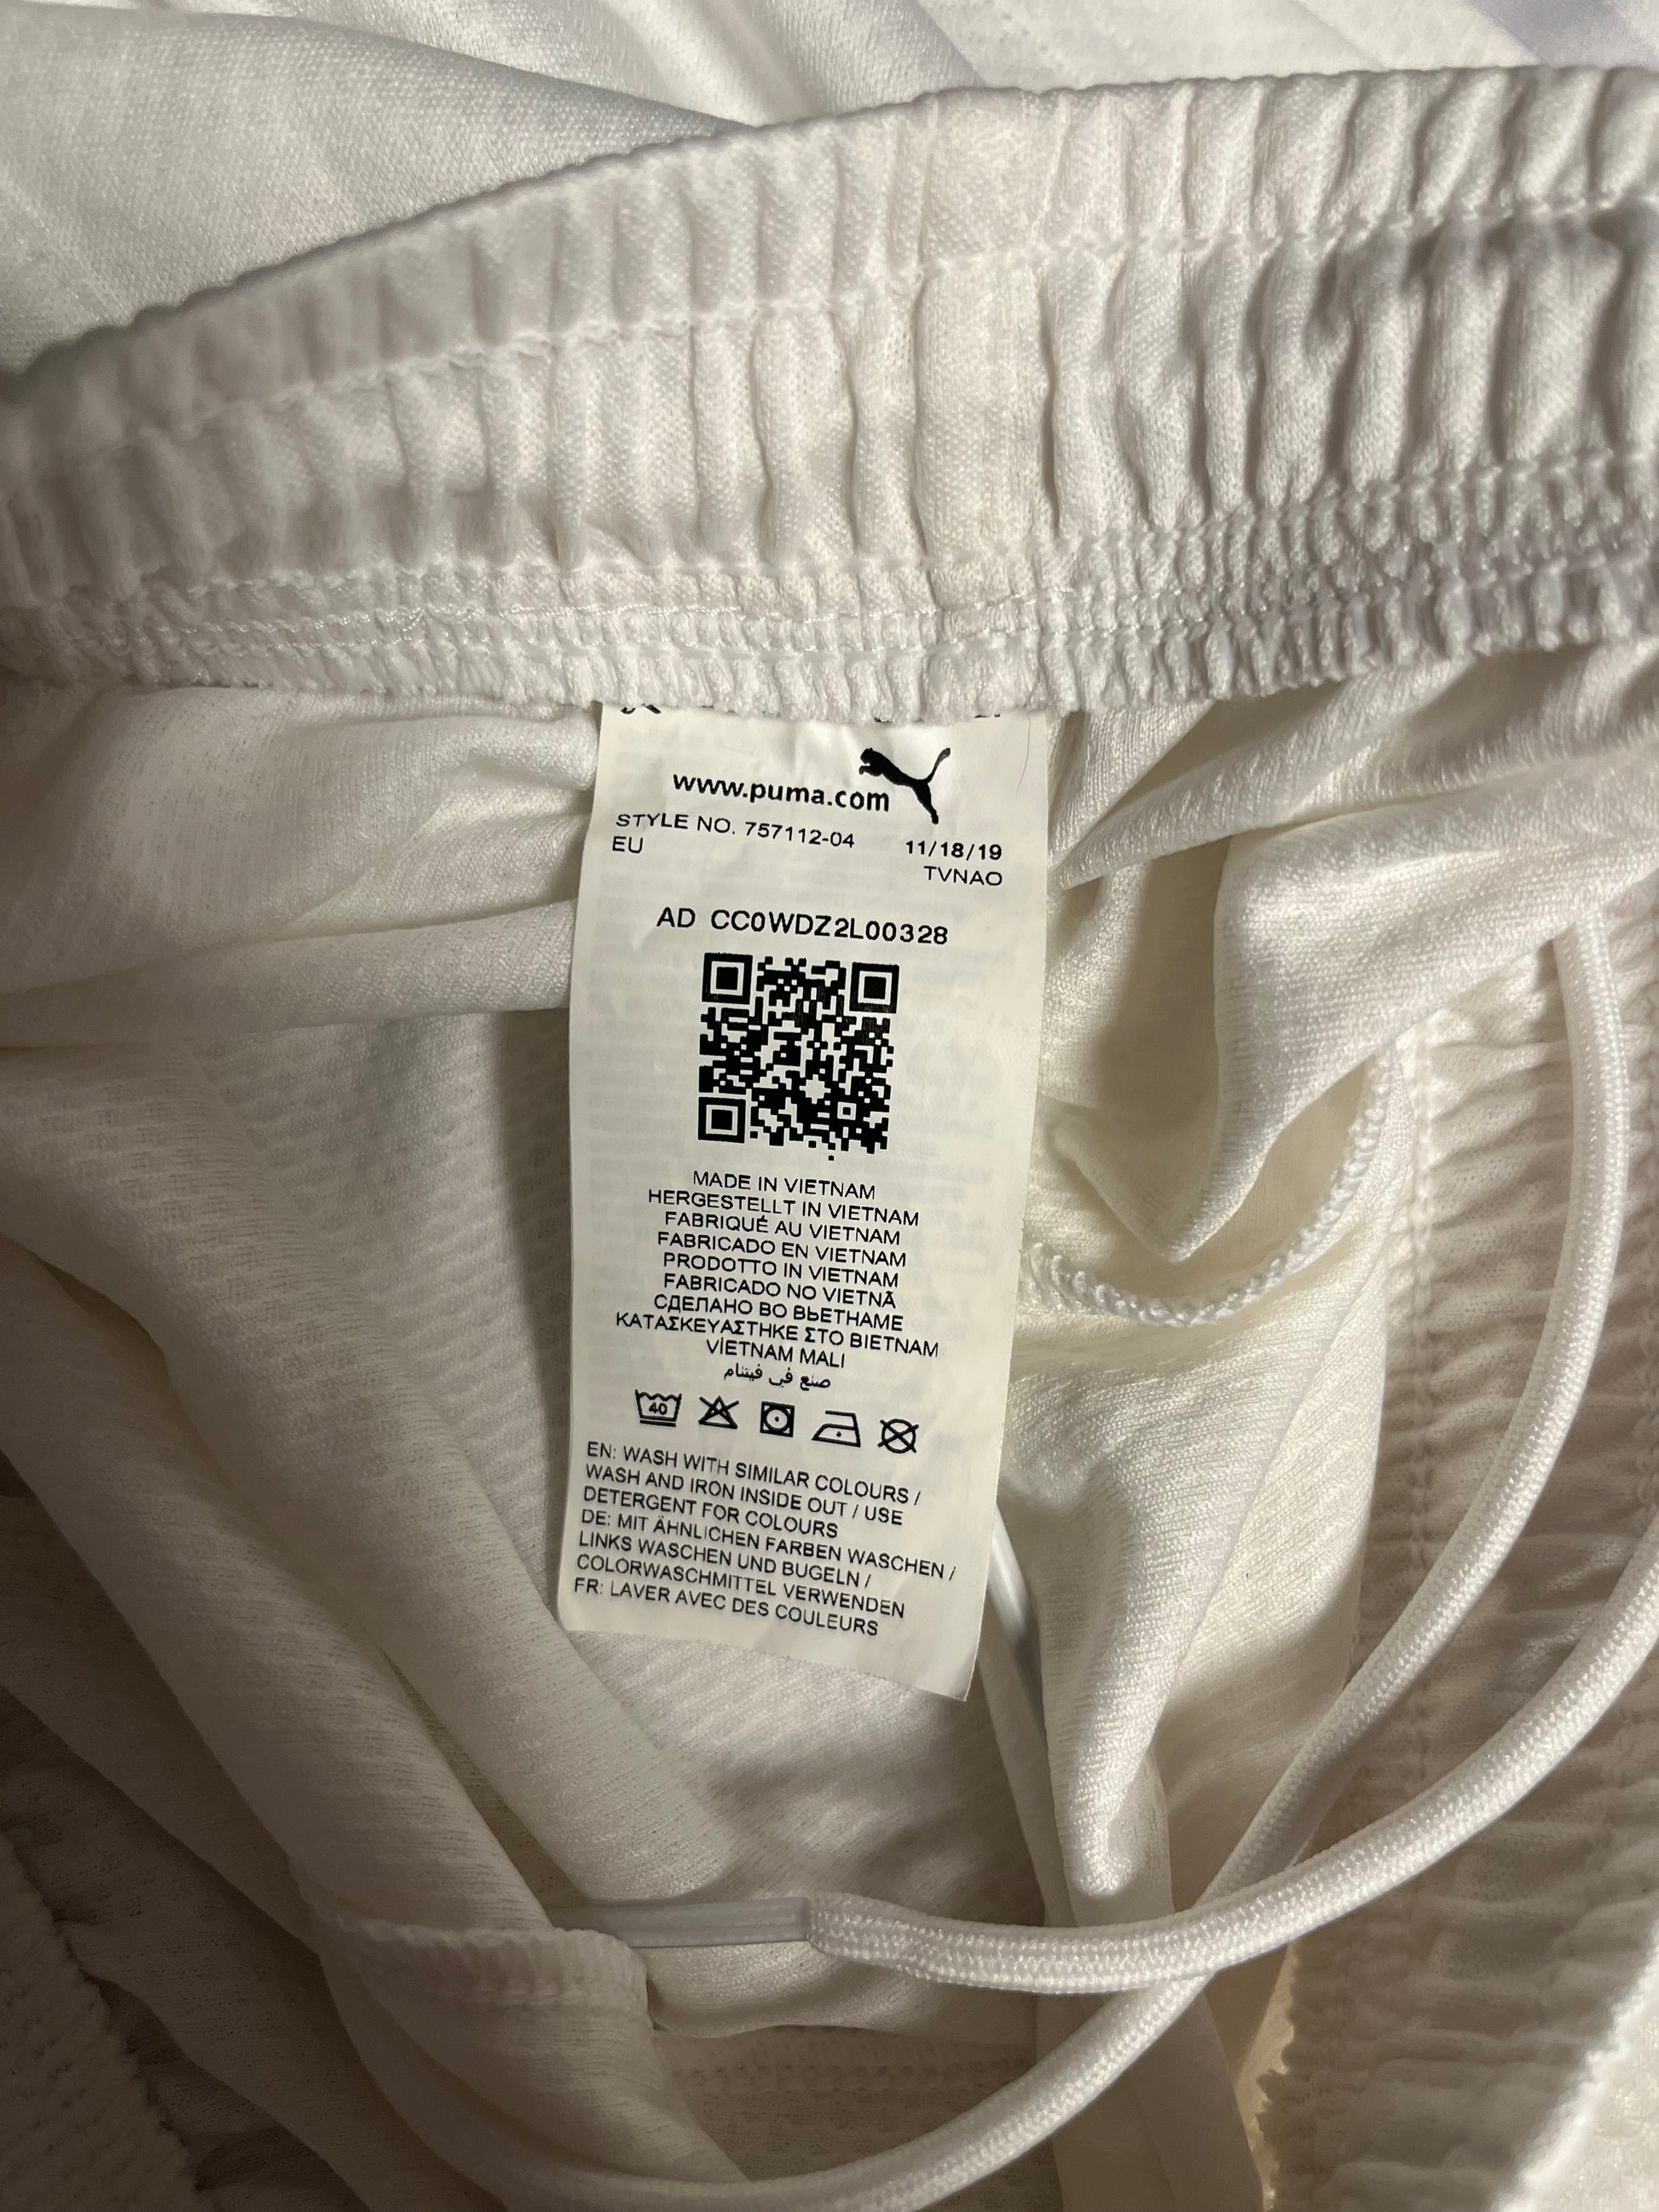 www.puma.com
STYLE NO. 757112-04 11/18/19
EU TVNAO
AD CC0WDZ2L00328
MADE IN VIETNAM
HERGESTELLT IN VIETNAM
FABRIQUÉ AU VIETNAM
FABRICADO EN VIETNAM
PRODOTTO IN VIETNAM
FABRICADO NO VIETNÃ
СДЕЛАНО ВО ВЬЕТНАМЕ
ΚΑΤΑΣΚΕΥΑΣΤΗΚΕ ΣΤΟ ΒΙΕΤΝΑΜ
VİETNAM MALI
صنع في فيتنام
40
EN: WASH WITH SIMILAR COLOURS /
WASH AND IRON INSIDE OUT / USE
DETERGENT FOR COLOURS
DE: MIT ÄHNLICHEN FARBEN WASCHEN /
LINKS WASCHEN UND BUGELN /
COLORWASCHMITTEL VERWENDEN
FR: LAVER AVEC DES COULEURS